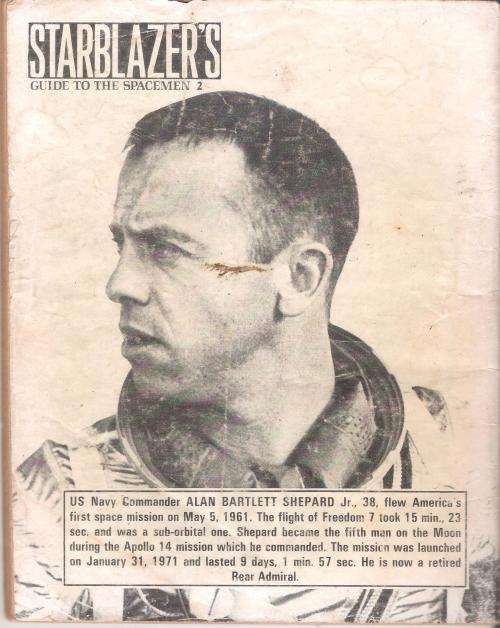 STARBLAZER'S
GUIDE TO THE SPACEMEN 2
US Navy Commander ALAN BARTLETT SHEPARD Jr., 38, flew America's
first space mission on May 5, 1961. The flight of Freedom 7 took 15 min., 23
sec. and was a sub-orbital one. Shepard became the fifth man on the Moon
during the Apollo 14 mission which he commanded. The mission was launched
on January 31, 1971 and lasted 9 days, 1 min. 57 sec. He is now a retired
Rear Admiral.